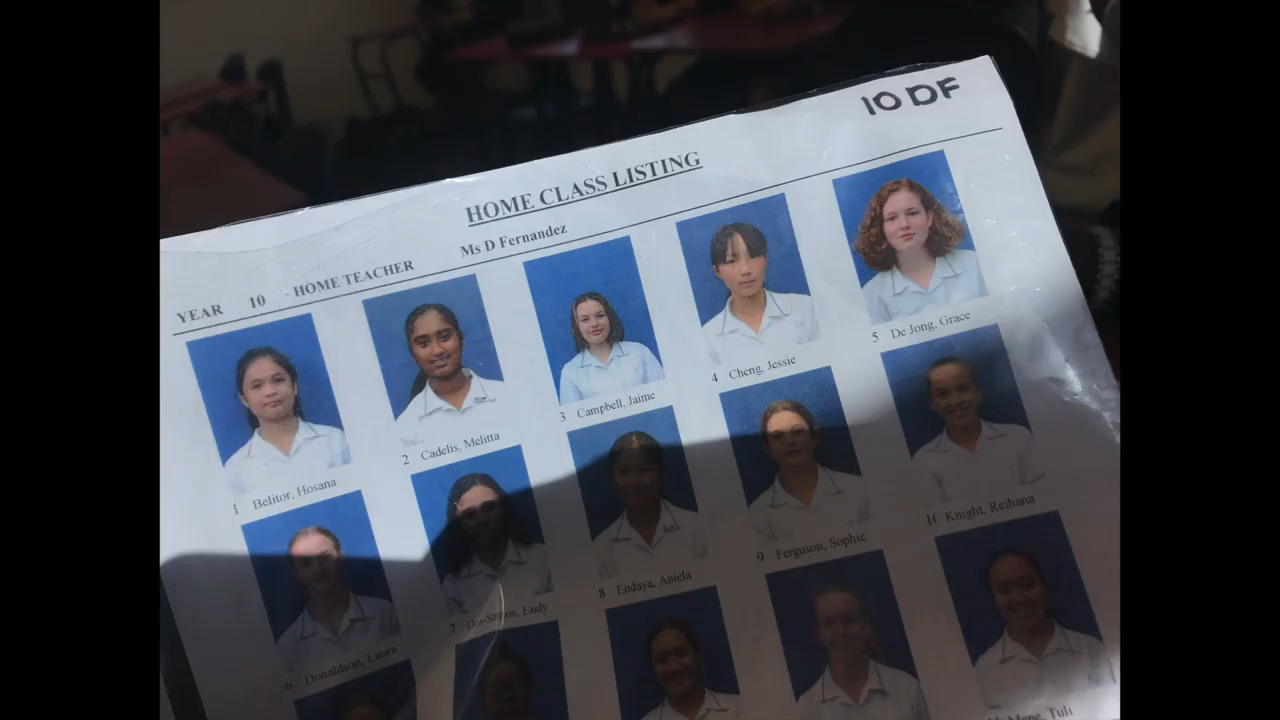 10 DF
HOME CLASS LISTING
YEAR 10 HOME TEACHER Ms D Fernandez
1 Belitor, Hosana
2 Cadelis, Melitta
3 Campbell, Jaime
4 Cheng, Jessie
5 De Jong, Grace
6 Donaldson, Laura
7 Dos-Santos, Endy
8 Endaya, Aniela
9 Ferguson, Sophie
10 Knight, Reihana